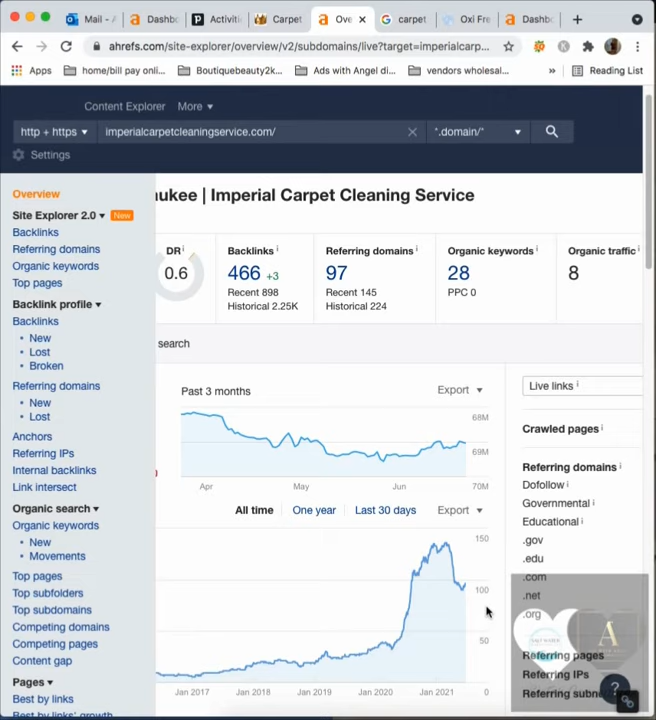 Mail - A
Dashbo
Activiti
Carpet
Ove
carpet
Oxi Fre
Dashb
ahrefs.com/site-explorer/overview/v2/subdomains/live?target=imperialcarp...
Apps
home/bill pay onli...
Boutiquebeauty2k...
Ads with Angel di...
vendors wholesal...
»
Reading List
Content Explorer
More
http + https
imperialcarpetcleaningservice.com/
*.domain/*
Settings
Overview
Site Explorer 2.0
New
Backlinks
Referring domains
Organic keywords
Top pages
Backlink profile
Backlinks
New
Lost
Broken
Referring domains
New
Lost
Anchors
Referring IPs
Internal backlinks
Link intersect
Organic search
Organic keywords
New
Movements
Top pages
Top subfolders
Top subdomains
Competing domains
Competing pages
Content gap
Pages
Best by links
Best by links' growth
aukee | Imperial Carpet Cleaning Service
DR
0.6
Backlinks
466 +3
Recent 898
Historical 2.25K
Referring domains
97
Recent 145
Historical 224
Organic keywords
28
PPC 0
Organic traffic
8
search
Past 3 months
Export
68M
69M
70M
Apr
May
Jun
All time
One year
Last 30 days
Export
150
100
50
0
Jan 2017
Jan 2018
Jan 2019
Jan 2020
Jan 2021
Live links
Crawled pages
Referring domains
Dofollow
Governmental
Educational
.gov
.edu
.com
.net
.org
Referring pages
Referring IPs
Referring subne
A
?